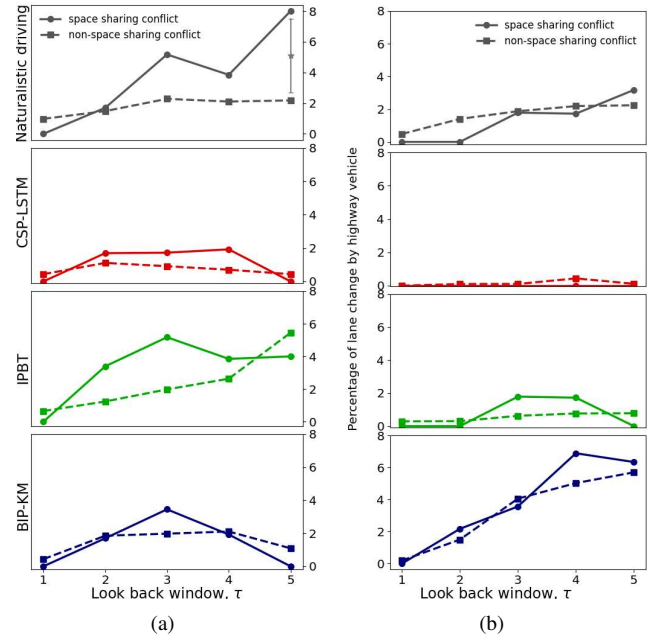 Naturalistic driving
space sharing conflict
non-space sharing conflict
8
6
4
2
0
CSP-LSTM
8
6
4
2
0
IPBT
8
6
4
2
0
BIP-KM
8
6
4
2
0
1 2 3 4 5
Look back window. τ
(a)
Percentage of lane change by highway vehicle
space sharing conflict
non-space sharing conflict
8
6
4
2
0
8
6
4
2
0
8
6
4
2
0
8
6
4
2
0
1 2 3 4 5
Look back window. τ
(b)